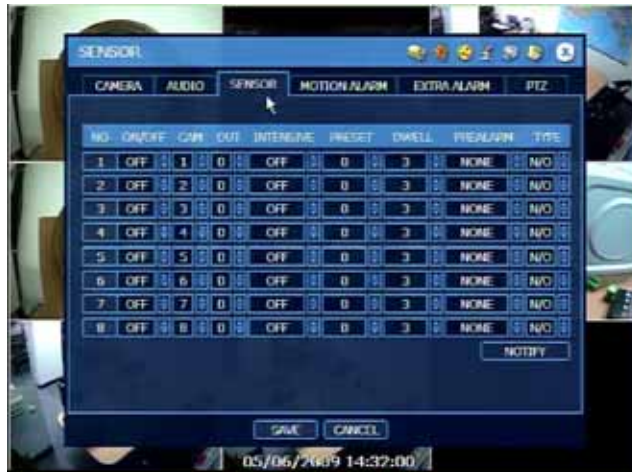 SENSOR
CAMERA AUDIO SENSOR MOTION ALARM EXTRA ALARM PTZ
NO ON/OFF CAM OUT INTENSIVE PRESET DWELL PREALARM TYPE
1 OFF 1 0 OFF 0 3 NONE N/O
2 OFF 2 0 OFF 0 3 NONE N/O
3 OFF 3 0 OFF 0 3 NONE N/O
4 OFF 4 0 OFF 0 3 NONE N/O
5 OFF 5 0 OFF 0 3 NONE N/O
6 OFF 6 0 OFF 0 3 NONE N/O
7 OFF 7 0 OFF 0 3 NONE N/O
8 OFF 8 0 OFF 0 3 NONE N/O
NOTIFY
SAVE CANCEL
05/06/2009 14:32:00